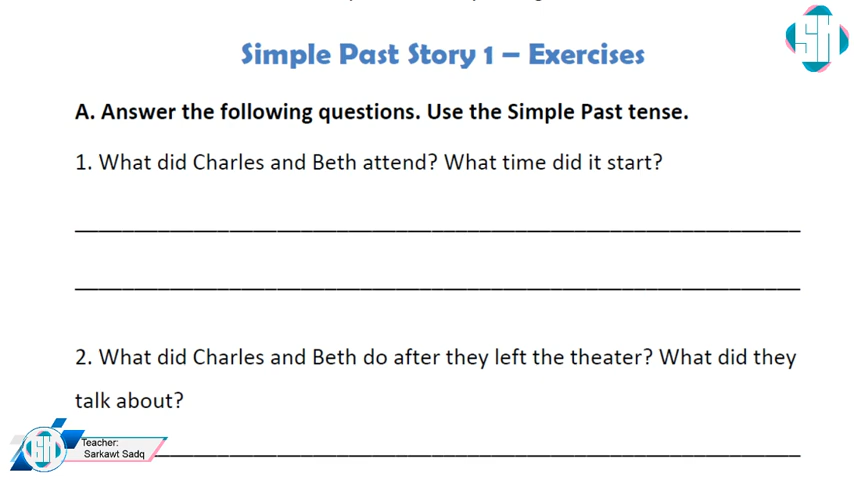 Simple Past Story 1 – Exercises
SH
A. Answer the following questions. Use the Simple Past tense.
1. What did Charles and Beth attend? What time did it start?
2. What did Charles and Beth do after they left the theater? What did they
talk about?
SH
Teacher:
Sarkawt Sadq